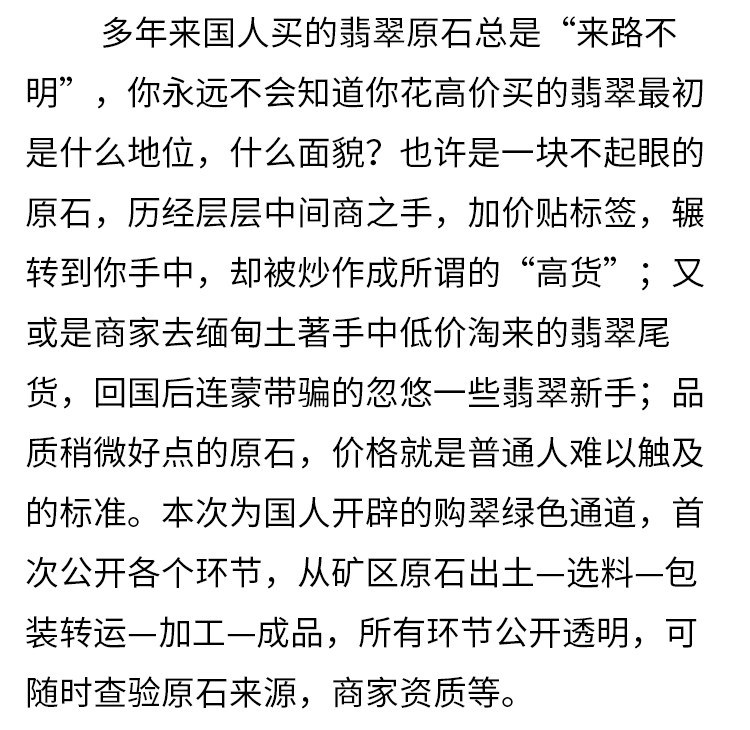 多年来国人买的翡翠原石总是“来路不
明”，你永远不会知道你花高价买的翡翠最初
是什么地位，什么面貌？也许是一块不起眼的
原石，历经层层中间商之手，加价贴标签，辗
转到你手中，却被炒作成所谓的“高货”；又
或是商家去缅甸土著手中低价淘来的翡翠尾
货，回国后连蒙带骗的忽悠一些翡翠新手；品
质稍微好点的原石，价格就是普通人难以触及
的标准。本次为国人开辟的购翠绿色通道，首
次公开各个环节，从矿区原石出土—选料—包
装转运—加工—成品，所有环节公开透明，可
随时查验原石来源，商家资质等。